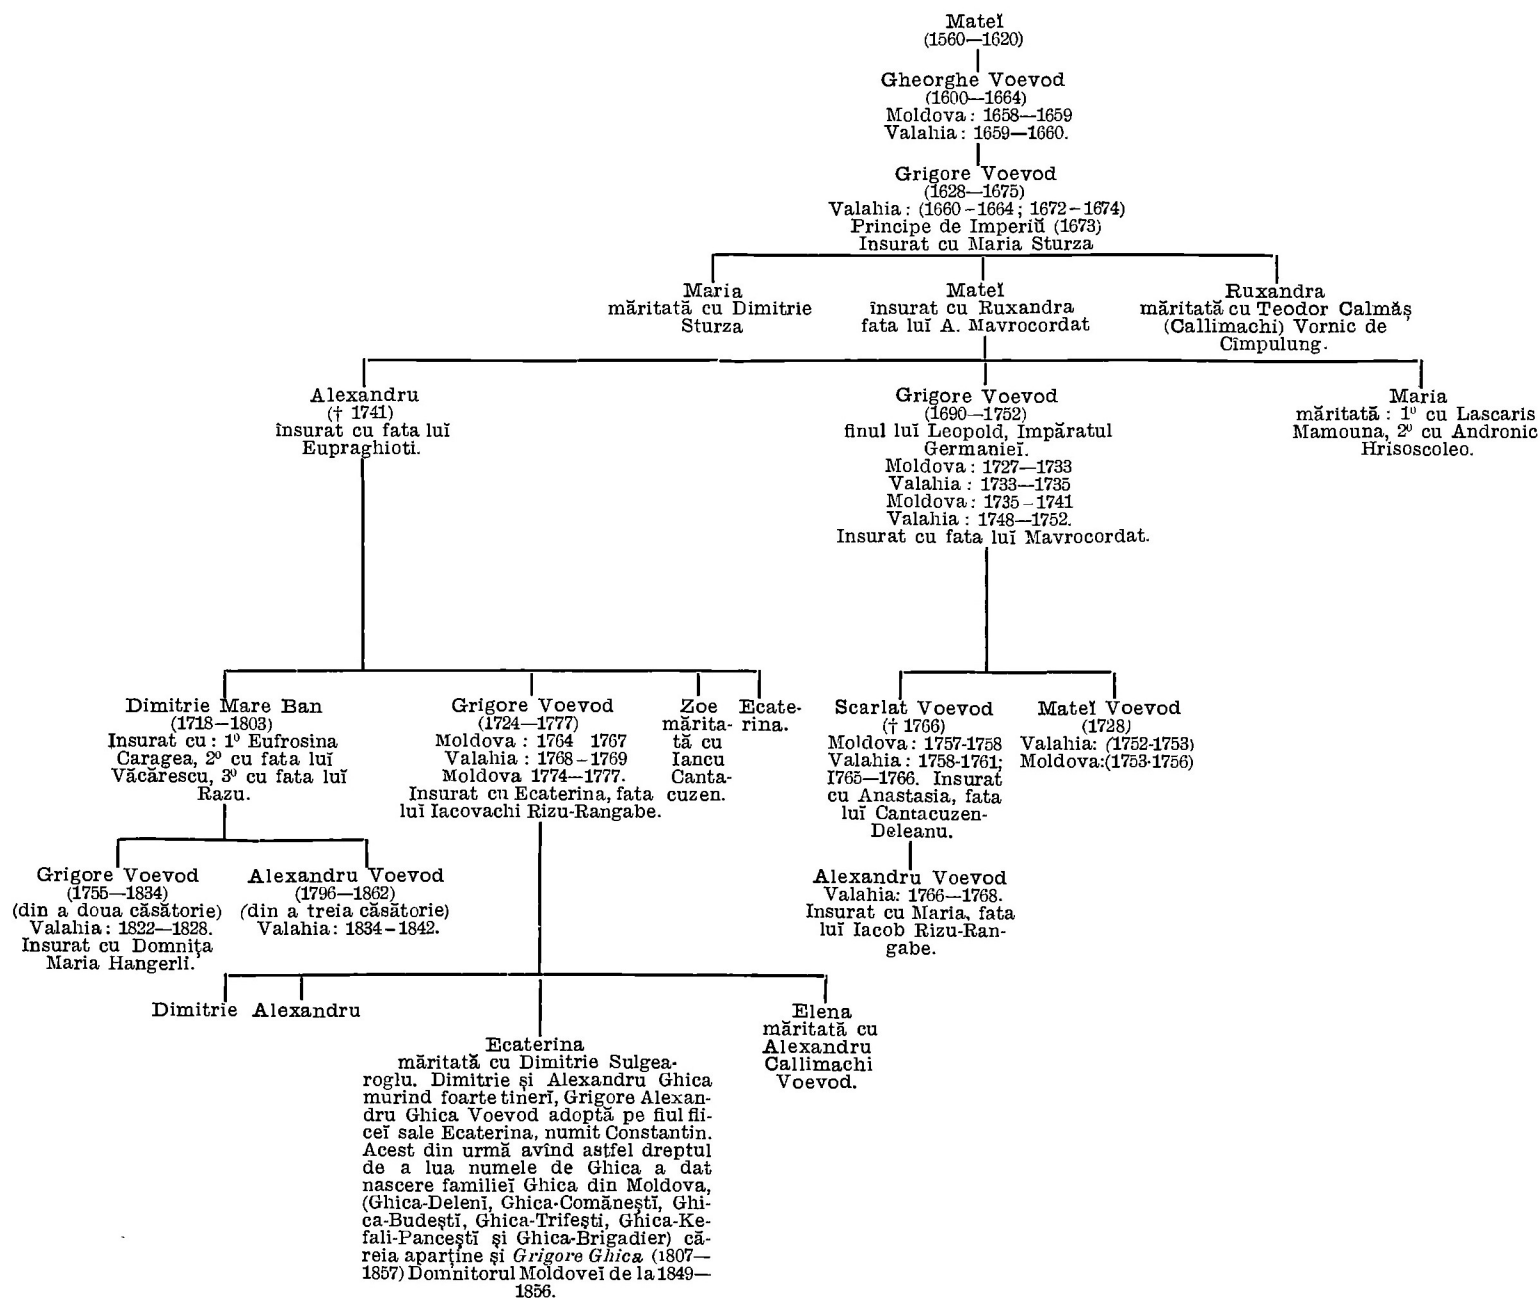 Mateĭ
(1560—1620)
Gheorghe Voevod
(1600—1664)
Moldova : 1658—1659
Valahia : 1659—1660.
Grigore Voevod
(1628—1675)
Valahia : (1660-1664 ; 1672-1674)
Principe de Imperiŭ (1673)
Insurat cu Maria Sturza
Maria
măritată cu Dimitrie
Sturza
Mateĭ
însurat cu Ruxandra
fata luĭ A. Mavrocordat
Ruxandra
măritată cu Teodor Calmăș
(Callimachi) Vornic de
Cîmpulung.
Alexandru
(† 1741)
însurat cu fata luĭ
Eupraghioti.
Grigore Voevod
(1690—1752)
finul luĭ Leopold, Impăratul
Germanieĭ.
Moldova : 1727—1733
Valahia : 1733—1735
Moldova : 1735-1741
Valahia : 1748—1752.
Insurat cu fata luĭ Mavrocordat.
Maria
măritată : 1⁰ cu Lascaris
Mamouna, 2⁰ cu Andronic
Hrisoscoleo.
Dimitrie Mare Ban
(1718—1803)
Insurat cu : 1⁰ Eufrosina
Caragea, 2⁰ cu fata luĭ
Văcărescu, 3⁰ cu fata luĭ
Razu.
Grigore Voevod
(1724—1777)
Moldova : 1764 1767
Valahia : 1768-1769
Moldova 1774—1777.
Insurat cu Ecaterina, fata
luĭ Iacovachi Rizu-Rangabe.
Zoe
mărita-
tă cu
Iancu
Canta-
cuzen.
Ecate-
rina.
Scarlat Voevod
(† 1766)
Moldova: 1757-1758
Valahia: 1758-1761;
1765—1766. Insurat
cu Anastasia, fata
luĭ Cantacuzen-
Deleanu.
Mateĭ Voevod
(1728)
Valahia: (1752-1753)
Moldova:(1753-1756)
Grigore Voevod
(1755—1834)
(din a doua căsătorie)
Valahia: 1822—1828.
Insurat cu Domnița
Maria Hangerli.
Alexandru Voevod
(1796—1862)
(din a treia căsătorie)
Valahia: 1834-1842.
Alexandru Voevod
Valahia: 1766—1768.
Insurat cu Maria, fata
luĭ Iacob Rizu-Ran-
gabe.
Dimitrie
Alexandru
Ecaterina
măritată cu Dimitrie Sulgea-
roglu. Dimitrie și Alexandru Ghica
murind foarte tinerĭ, Grigore Alexan-
dru Ghica Voevod adoptă pe fiul fii-
ceĭ sale Ecaterina, numit Constantin.
Acest din urmă avînd astfel dreptul
de a lua numele de Ghica a dat
nascere familieĭ Ghica din Moldova,
(Ghica-Delenĭ, Ghica-Comăneștĭ, Ghi-
ca-Budeștĭ, Ghica-Trifești, Ghica-Ke-
fali-Panceștĭ și Ghica-Brigadier) că-
reia aparține și Grigore Ghica (1807—
1857) Domnitorul Moldoveĭ de la 1849—
1856.
Elena
măritată cu
Alexandru
Callimachi
Voevod.